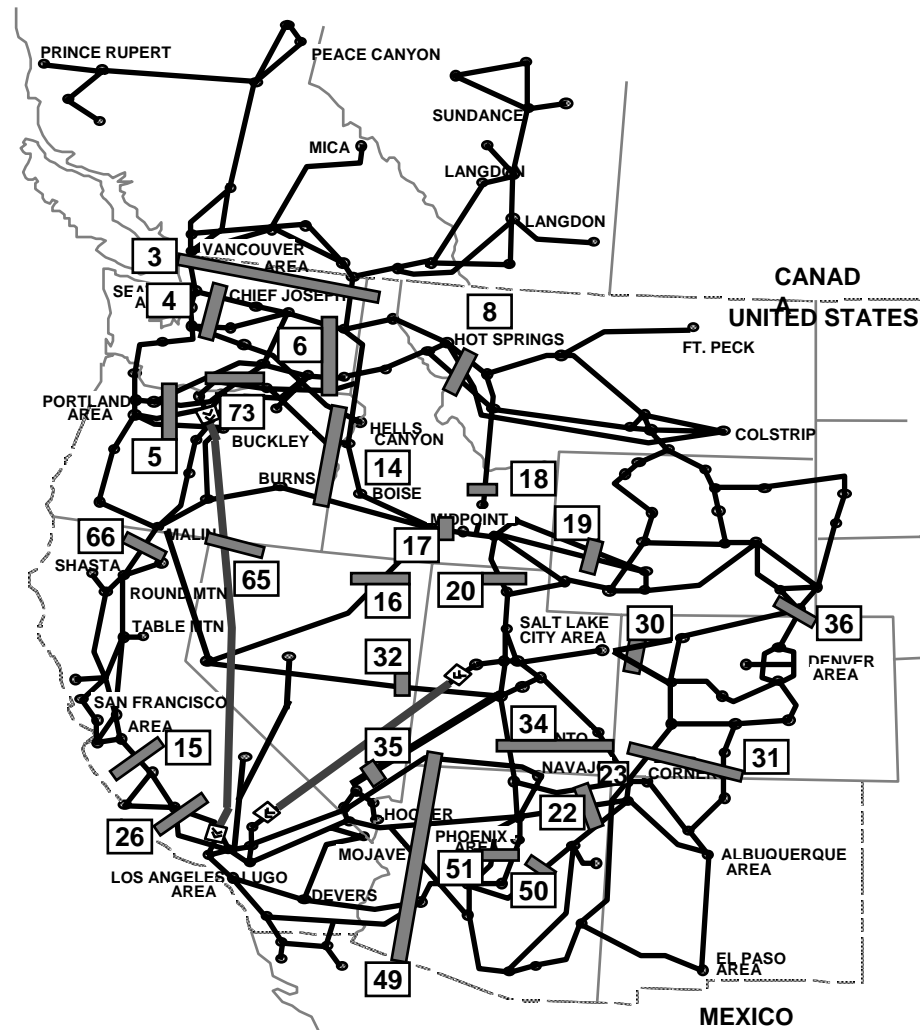 PRINCE RUPERT
PEACE CANYON
SUNDANCE
MICA
LANGDON
LANGDON
VANCOUVER
AREA
3
CANAD
A
UNITED STATES
SEA
A
4
CHIEF JOSEPH
8
HOT SPRINGS
FT. PECK
6
PORTLAND
AREA
73
5
BUCKLEY
HELLS
CANYON
COLSTRIP
14
BURNS
BOISE
18
MIDPOINT
MALIN
66
17
19
SHASTA
65
ROUND MTN
16
20
TABLE MTN
SALT LAKE
CITY AREA
30
36
32
DENVER
AREA
SAN FRANCISCO
AREA
34
NTO
15
35
NAVAJO
23
CORNER
31
HOOVER
22
26
MOJAVE
PHOENIX
AREA
51
50
ALBUQUERQUE
AREA
LOS ANGELES
AREA
LUGO
DEVERS
49
EL PASO
AREA
MEXICO